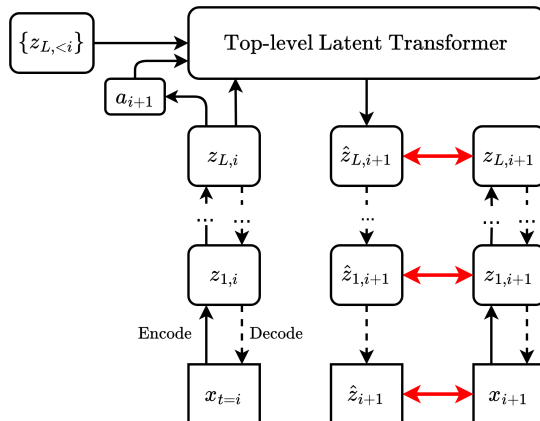 {z_{L,<i}}
Top-level Latent Transformer
a_{i+1}
z_{L,i}
ẑ_{L,i+1}
z_{L,i+1}
... ... ... ... ...
z_{1,i}
ẑ_{1,i+1}
z_{1,i+1}
Encode
Decode
x_{t=i}
ẑ_{i+1}
x_{i+1}